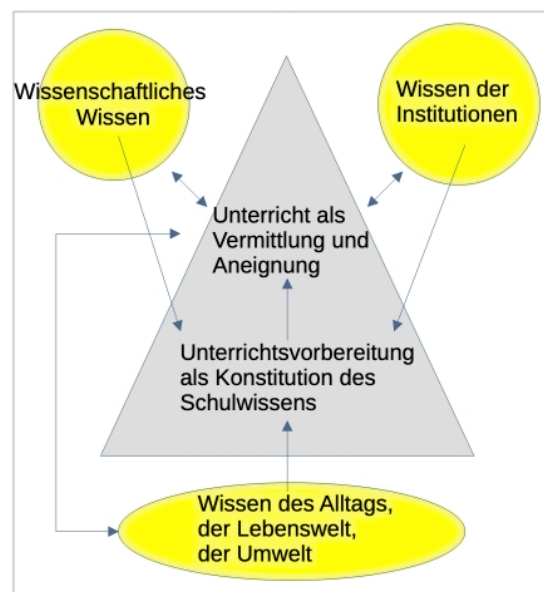 Wissenschaftliches
Wissen
Wissen der
Institutionen
Unterricht als
Vermittlung und
Aneignung
Unterrichtsvorbereitung
als Konstitution des
Schulwissens
Wissen des Alltags,
der Lebenswelt,
der Umwelt